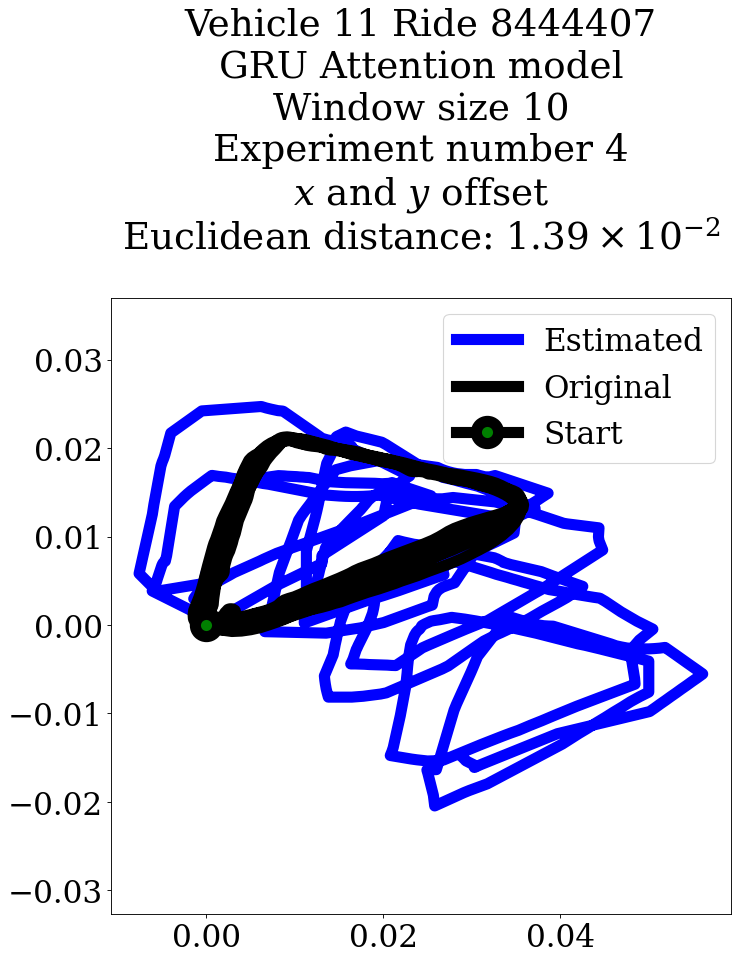 Vehicle 11 Ride 8444407
GRU Attention model
Window size 10
Experiment number 4
x and y offset
Euclidean distance: 1.39 × 10⁻²
Estimated
Original
Start
0.03
0.02
0.01
0.00
−0.01
−0.02
−0.03
0.00 0.02 0.04